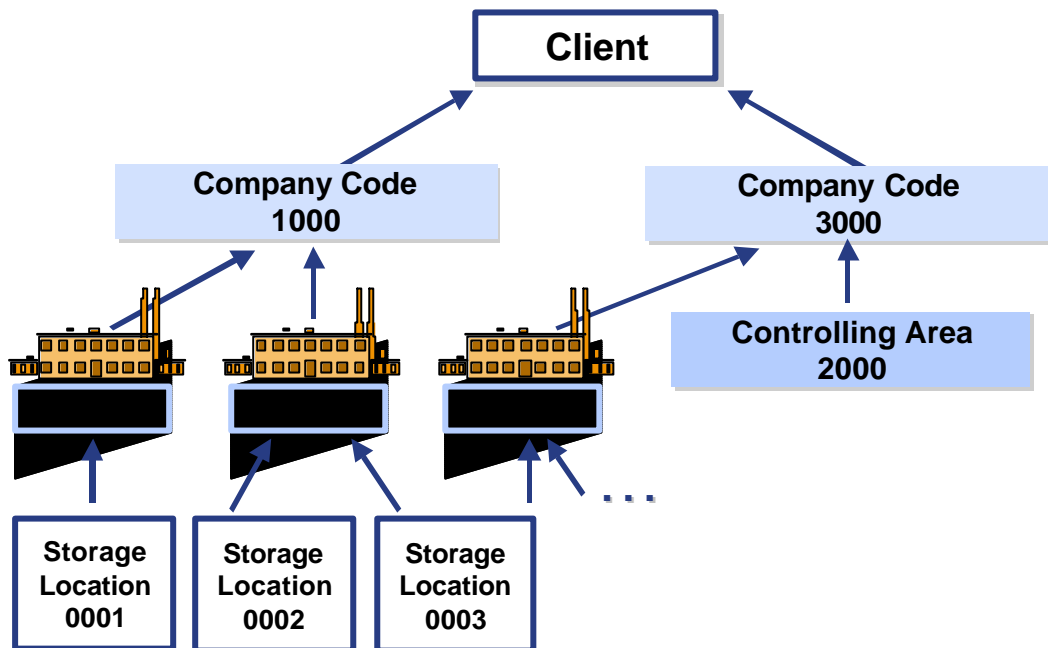 Client
Company Code
1000
Company Code
3000
Controlling Area
2000
. . .
Storage
Location
0001
Storage
Location
0002
Storage
Location
0003